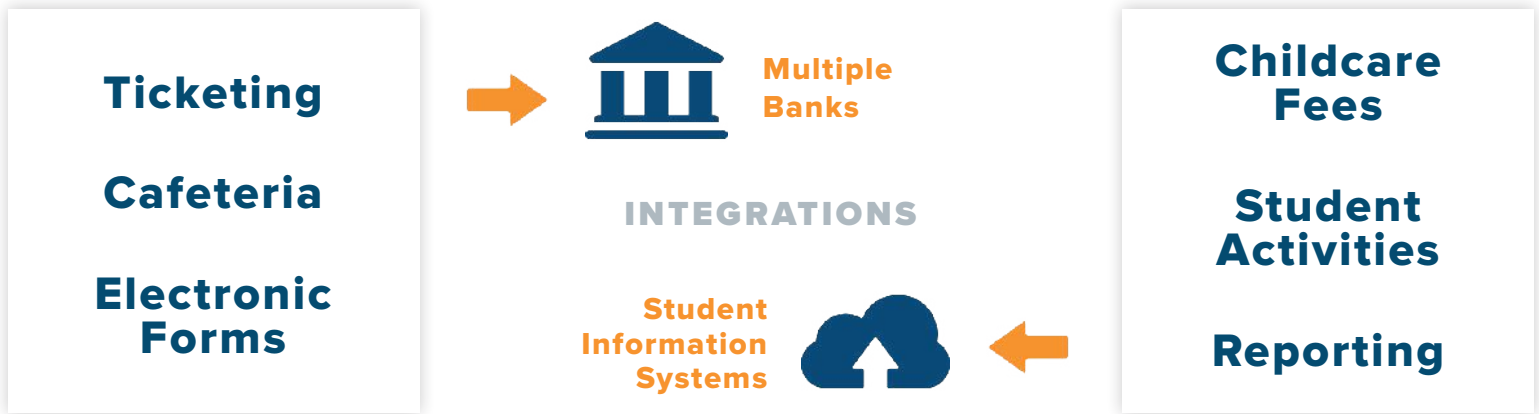 Ticketing
Cafeteria
Electronic
Forms
Multiple
Banks
INTEGRATIONS
Student
Information
Systems
Childcare
Fees
Student
Activities
Reporting